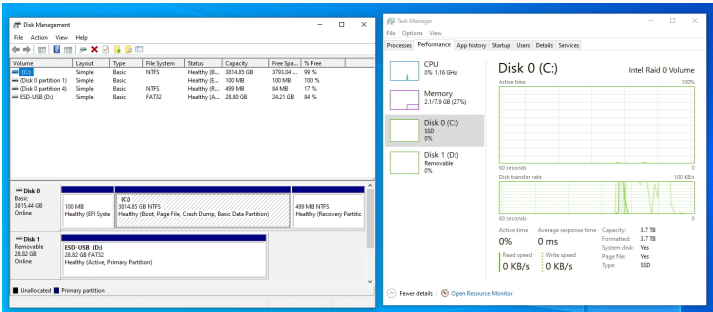 Disk Management
File Action View Help
Volume Layout Type File System Status Capacity Free Spa... % Free
(C:) Simple Basic NTFS Healthy (B... 3814.85 GB 3793.04 ... 99 %
(Disk 0 partition 1) Simple Basic Healthy (E... 100 MB 100 MB 100 %
(Disk 0 partition 4) Simple Basic NTFS Healthy (R... 499 MB 84 MB 17 %
ESD-USB (D:) Simple Basic FAT32 Healthy (A... 28.80 GB 24.21 GB 84 %
Disk 0
Basic
3815.44 GB
Online
100 MB
Healthy (EFI Syste
(C:)
3814.85 GB NTFS
Healthy (Boot, Page File, Crash Dump, Basic Data Partition)
499 MB NTFS
Healthy (Recovery Partitic
Disk 1
Removable
28.82 GB
Online
ESD-USB (D:)
28.82 GB FAT32
Healthy (Active, Primary Partition)
Unallocated Primary partition
Task Manager
File Options View
Processes Performance App history Startup Users Details Services
CPU
0% 1.16 GHz
Memory
2.1/7.9 GB (27%)
Disk 0 (C:)
SSD
0%
Disk 1 (D:)
Removable
0%
Disk 0 (C:) Intel Raid 0 Volume
Active time 100%
60 seconds 0
Disk transfer rate 100 KB/s
60 seconds 0
Active time Average response time
0% 0 ms
Read speed Write speed
0 KB/s 0 KB/s
Capacity: 3.7 TB
Formatted: 3.7 TB
System disk: Yes
Page file: Yes
Type: SSD
Fewer details Open Resource Monitor